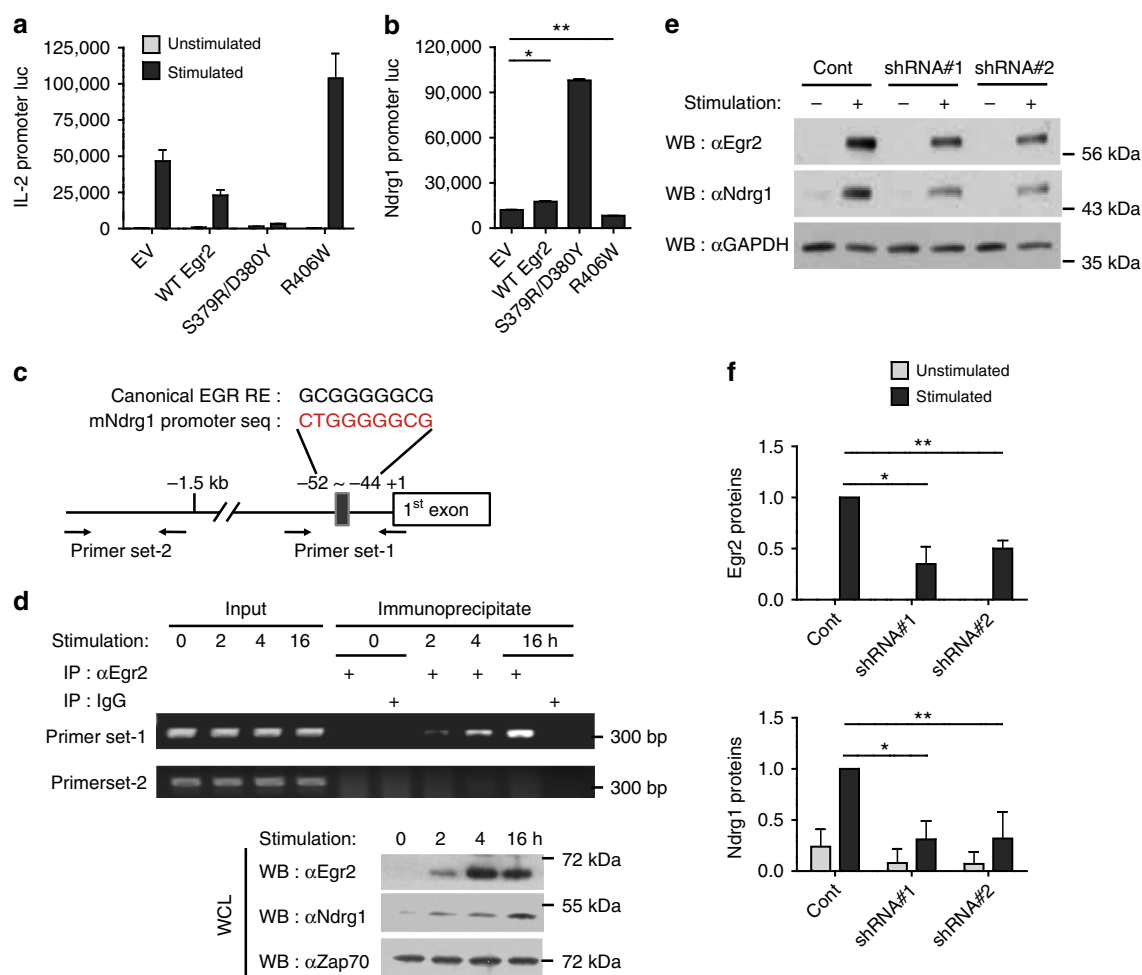 a
Unstimulated
Stimulated
IL-2 promoter luc
125,000
100,000
75,000
50,000
25,000
0
EV
WT Egr2
S379R/D380Y
R406W
b
**
*
Ndrg1 promoter luc
120,000
90,000
60,000
30,000
0
EV
WT Egr2
S379R/D380Y
R406W
e
Cont shRNA#1 shRNA#2
Stimulation: – + – + – +
WB : αEgr2
56 kDa
WB : αNdrg1
43 kDa
WB : αGAPDH
35 kDa
c
Canonical EGR RE : GCGGGGGCG
mNdrg1 promoter seq : CTGGGGGCG
–1.5 kb –52 ~ –44 +1
1st exon
Primer set-2 Primer set-1
d
Input Immunoprecipitate
Stimulation: 0 2 4 16 0 2 4 16 h
IP : αEgr2 + + + +
IP : IgG + +
Primer set-1 300 bp
Primerset-2 300 bp
Stimulation: 0 2 4 16 h
WCL
WB : αEgr2 72 kDa
WB : αNdrg1 55 kDa
WB : αZap70 72 kDa
f
Unstimulated
Stimulated
Egr2 proteins
1.5
1.0
0.5
0.0
**
*
Cont
shRNA#1
shRNA#2
Ndrg1 proteins
1.5
1.0
0.5
0.0
**
*
Cont
shRNA#1
shRNA#2